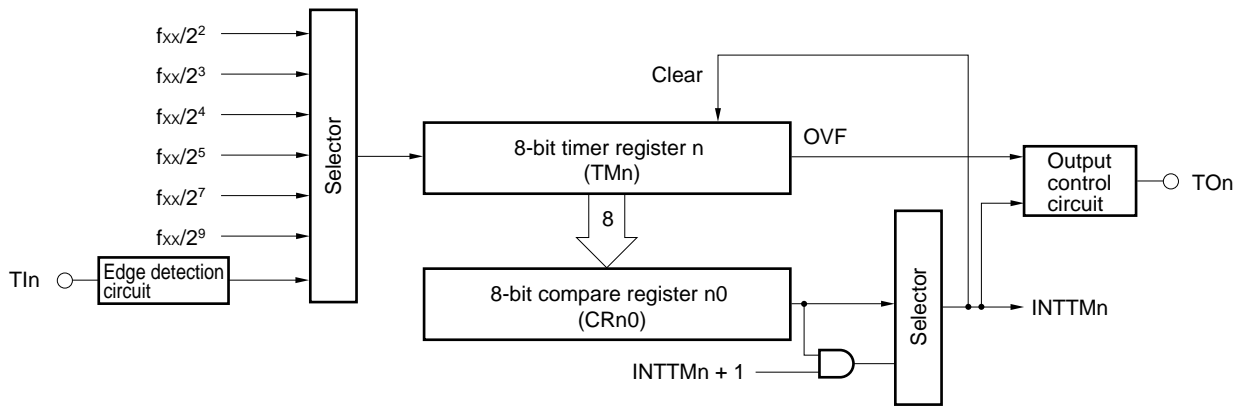 fxx/2²
fxx/2³
fxx/2⁴
fxx/2⁵
fxx/2⁷
fxx/2⁹
TIn
Edge detection
circuit
Selector
Clear
8-bit timer register n
(TMn)
OVF
8
8-bit compare register n0
(CRn0)
INTTMn + 1
Selector
Output
control
circuit
TOn
INTTMn